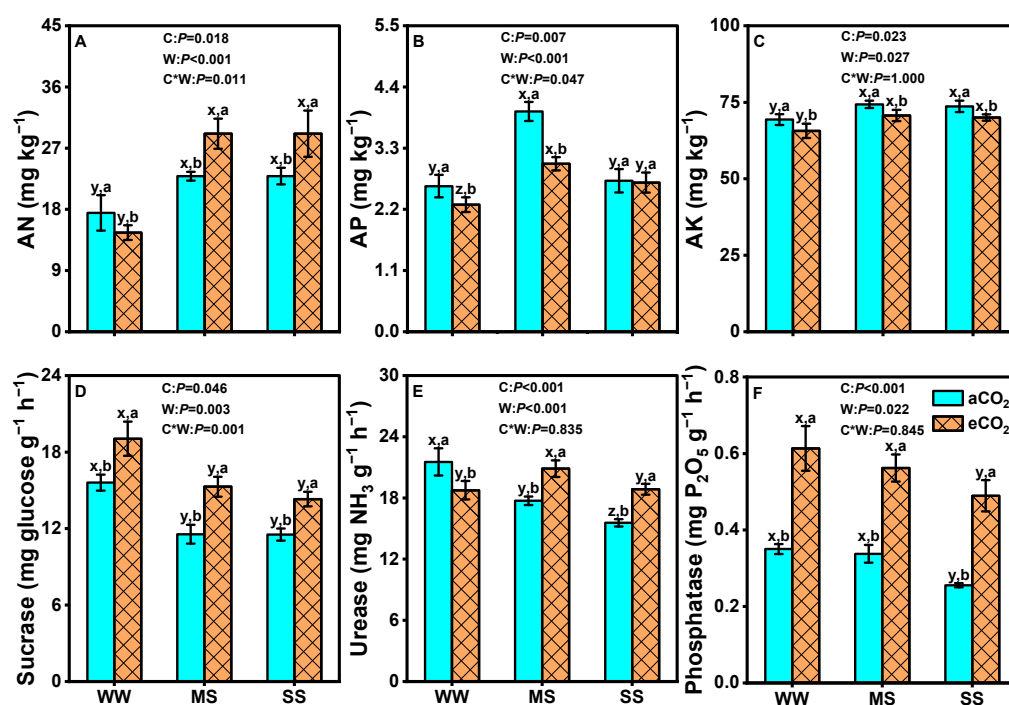 A
C:P=0.018
W:P<0.001
C*W:P=0.011
AN (mg kg⁻¹)
45
36
27
18
9
0
y,a
y,b
x,b
x,a
x,b
x,a
B
C:P=0.007
W:P<0.001
C*W:P=0.047
AP (mg kg⁻¹)
5.5
4.4
3.3
2.2
1.1
0.0
y,a
z,b
x,a
x,b
y,a
y,a
C
C:P=0.023
W:P=0.027
C*W:P=1.000
AK (mg kg⁻¹)
100
75
50
25
0
y,a
y,b
x,a
x,b
x,a
x,b
D
C:P=0.046
W:P=0.003
C*W:P=0.001
Sucrase (mg glucose g⁻¹ h⁻¹)
24
18
12
6
0
x,b
x,a
y,b
y,a
y,b
y,a
WW MS SS
E
C:P<0.001
W:P<0.001
C*W:P=0.835
Urease (mg NH₃ g⁻¹ h⁻¹)
30
24
18
12
6
0
x,a
y,b
y,b
x,a
z,b
y,a
WW MS SS
F
C:P<0.001
W:P=0.022
C*W:P=0.845
aCO₂
eCO₂
Phosphatase (mg P₂O₅ g⁻¹ h⁻¹)
0.8
0.6
0.4
0.2
0.0
x,b
x,a
x,b
x,a
y,b
y,a
WW MS SS